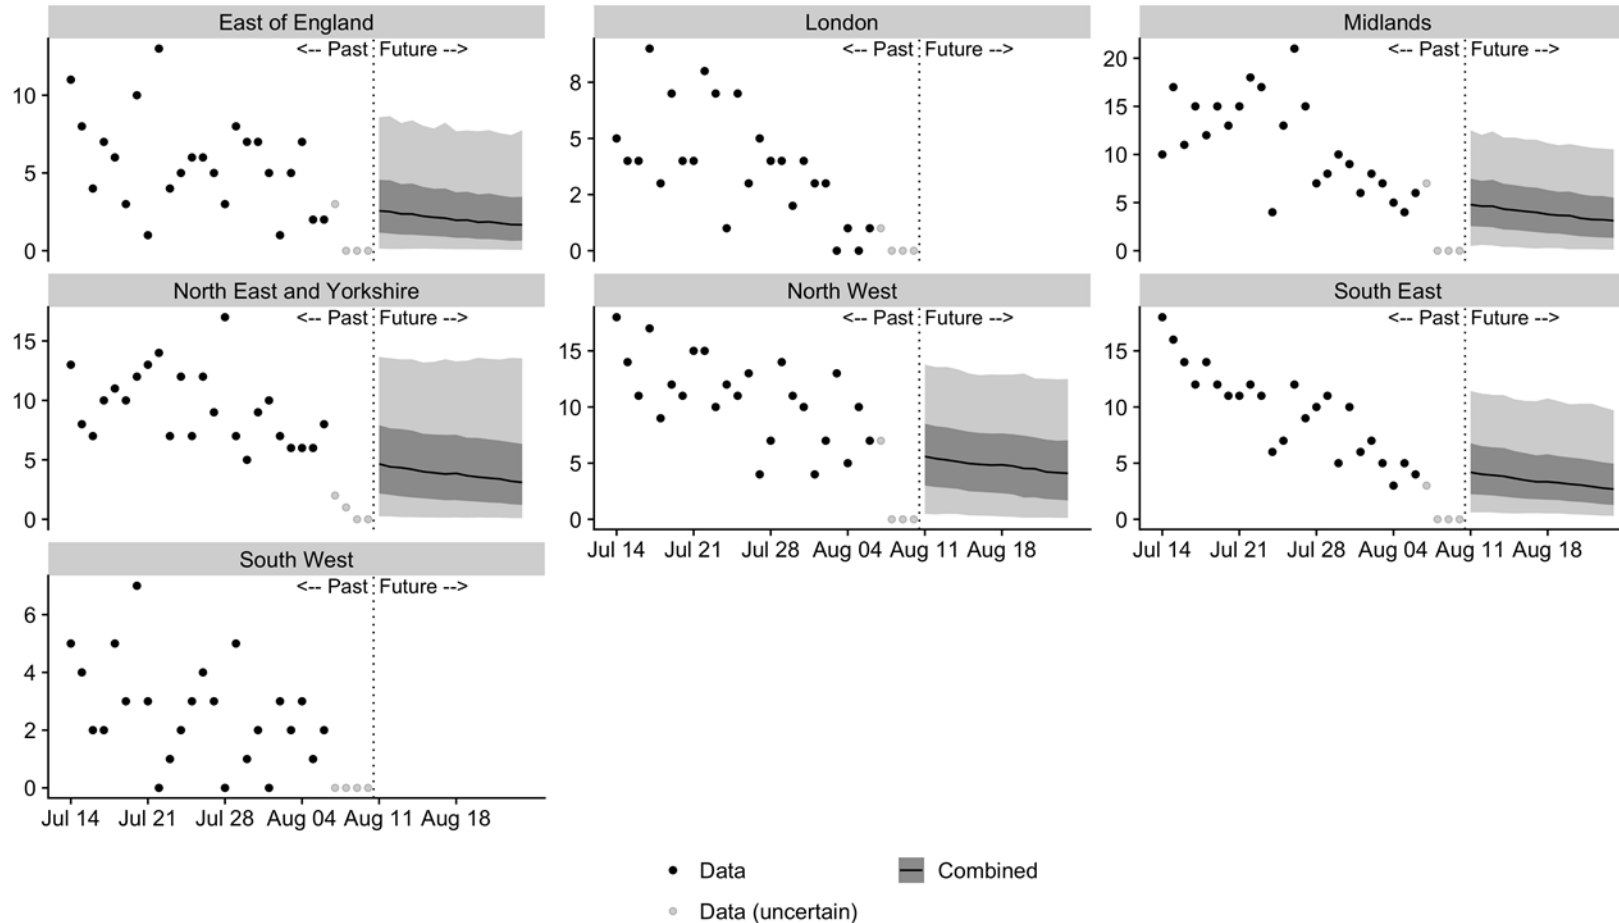 East of England
<-- Past Future -->
10
5
0
London
<-- Past Future -->
8
5
2
0
Midlands
<-- Past Future -->
20
15
10
5
0
North East and Yorkshire
<-- Past Future -->
15
10
5
0
North West
<-- Past Future -->
15
10
5
0
Jul 14 Jul 21 Jul 28 Aug 04 Aug 11 Aug 18
South East
<-- Past Future -->
15
10
5
0
Jul 14 Jul 21 Jul 28 Aug 04 Aug 11 Aug 18
South West
<-- Past Future -->
6
4
2
0
Jul 14 Jul 21 Jul 28 Aug 04 Aug 11 Aug 18
Data
Combined
Data (uncertain)